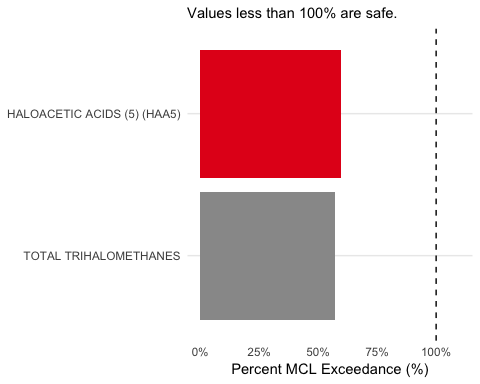 Values less than 100% are safe.
HALOACETIC ACIDS (5) (HAA5)
TOTAL TRIHALOMETHANES
0% 25% 50% 75% 100%
Percent MCL Exceedance (%)